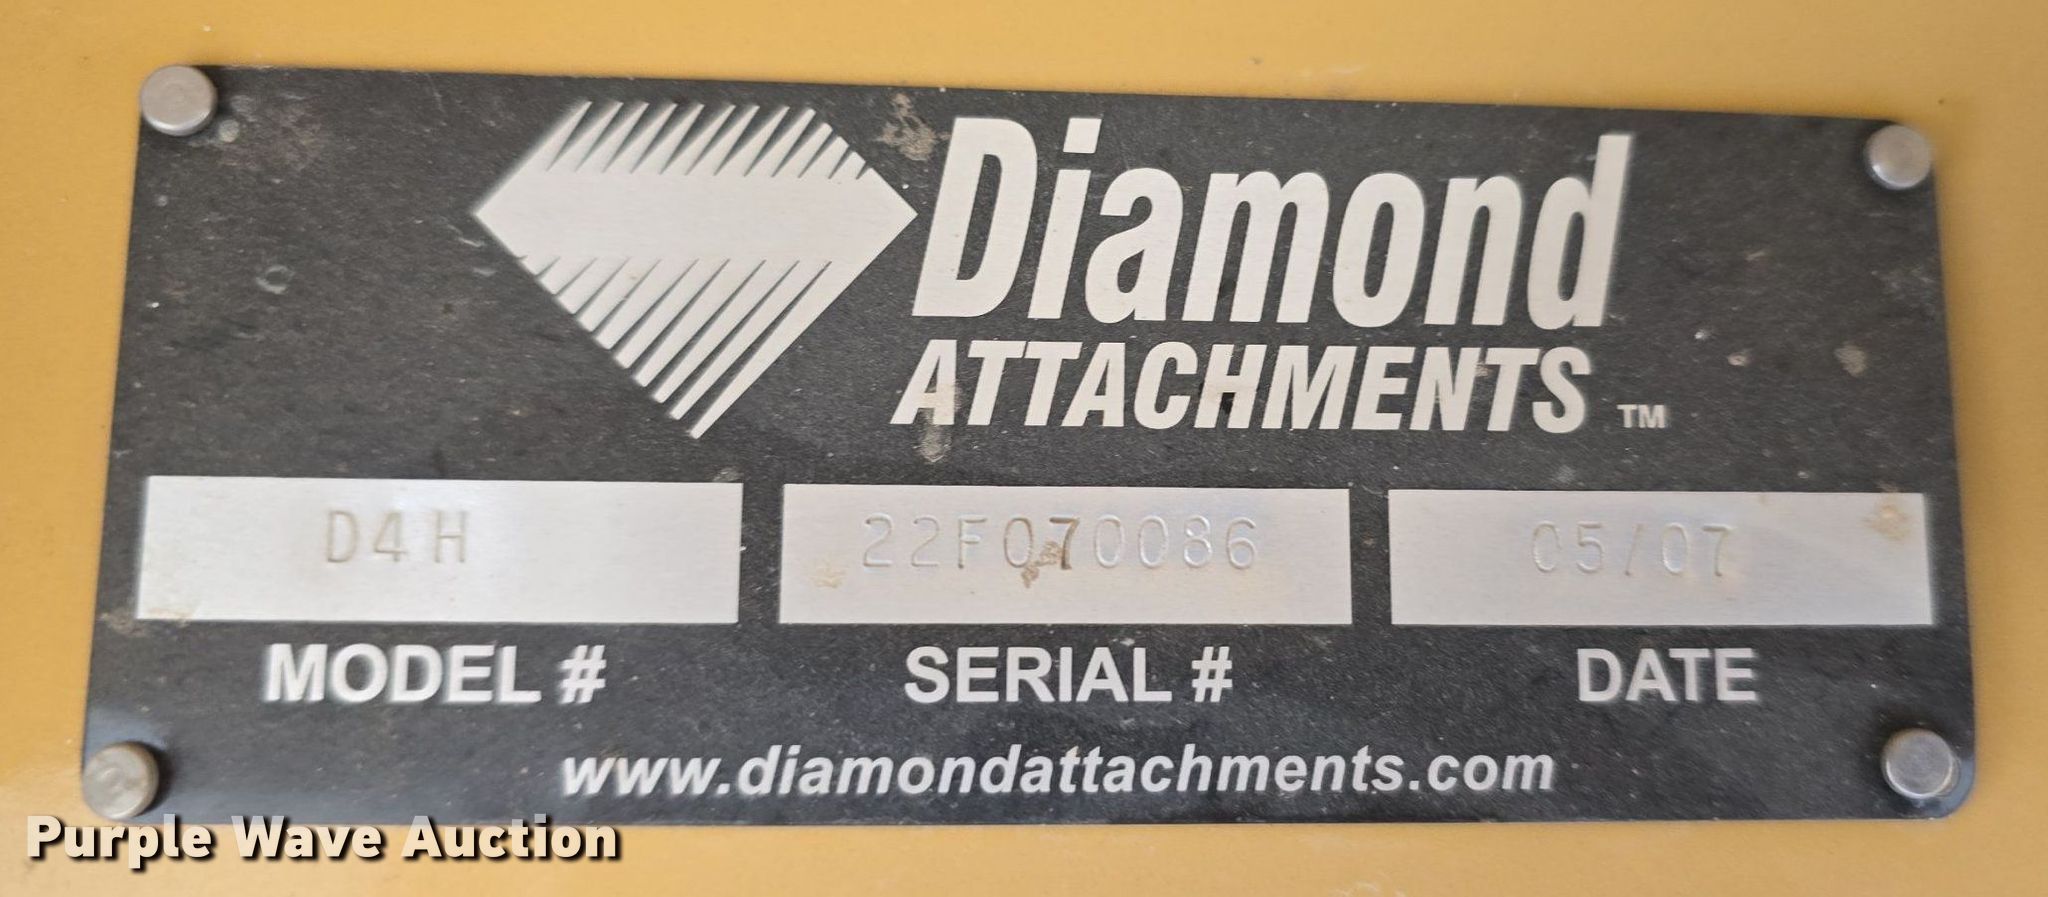 Diamond
ATTACHMENTS ™
D4H 22F070086 05/07
MODEL # SERIAL # DATE
www.diamondattachments.com
Purple Wave Auction